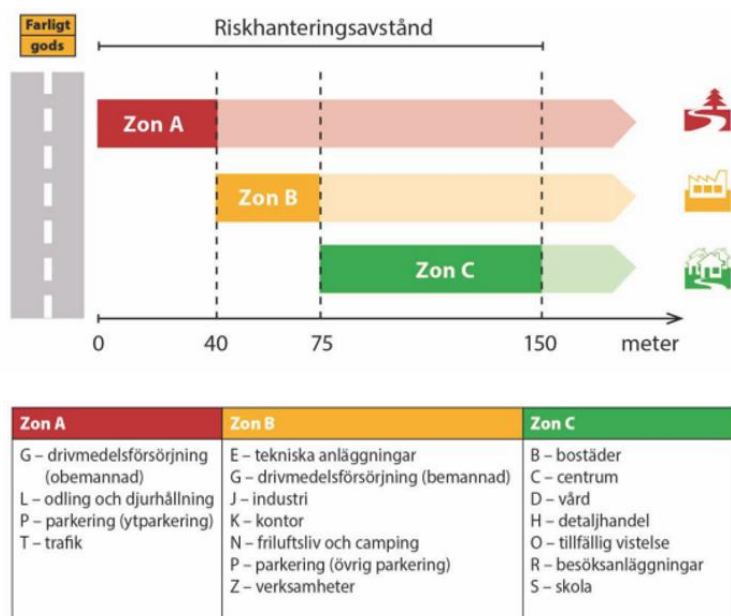 Farligt
gods
Riskhanteringsavstånd
Zon A
Zon B
Zon C
0 40 75 150 meter
Zon A
G – drivmedelsförsörjning
(obemannad)
L – odling och djurhållning
P – parkering (ytparkering)
T – trafik
Zon B
E – tekniska anläggningar
G – drivmedelsförsörjning (bemannad)
J – industri
K – kontor
N – friluftsliv och camping
P – parkering (övrig parkering)
Z – verksamheter
Zon C
B – bostäder
C – centrum
D – vård
H – detaljhandel
O – tillfällig vistelse
R – besöksanläggningar
S – skola